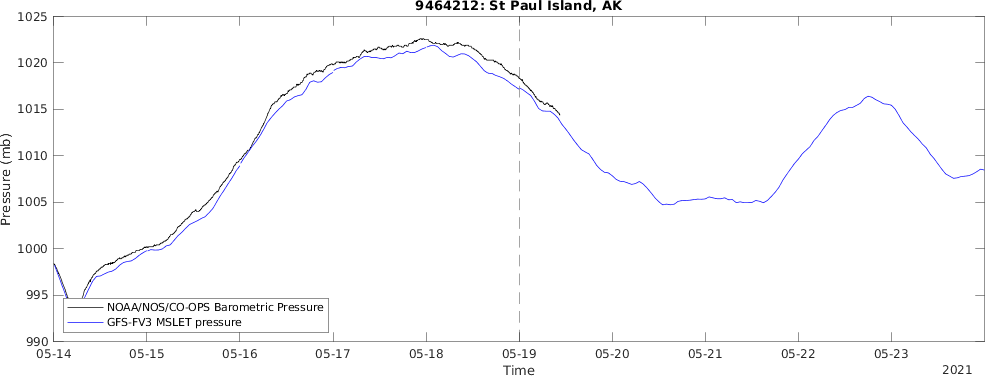 9464212: St Paul Island, AK
1025
1020
1015
1010
1005
1000
995
990
Pressure (mb)
NOAA/NOS/CO-OPS Barometric Pressure
GFS-FV3 MSLET pressure
05-14 05-15 05-16 05-17 05-18 05-19 05-20 05-21 05-22 05-23
Time
2021